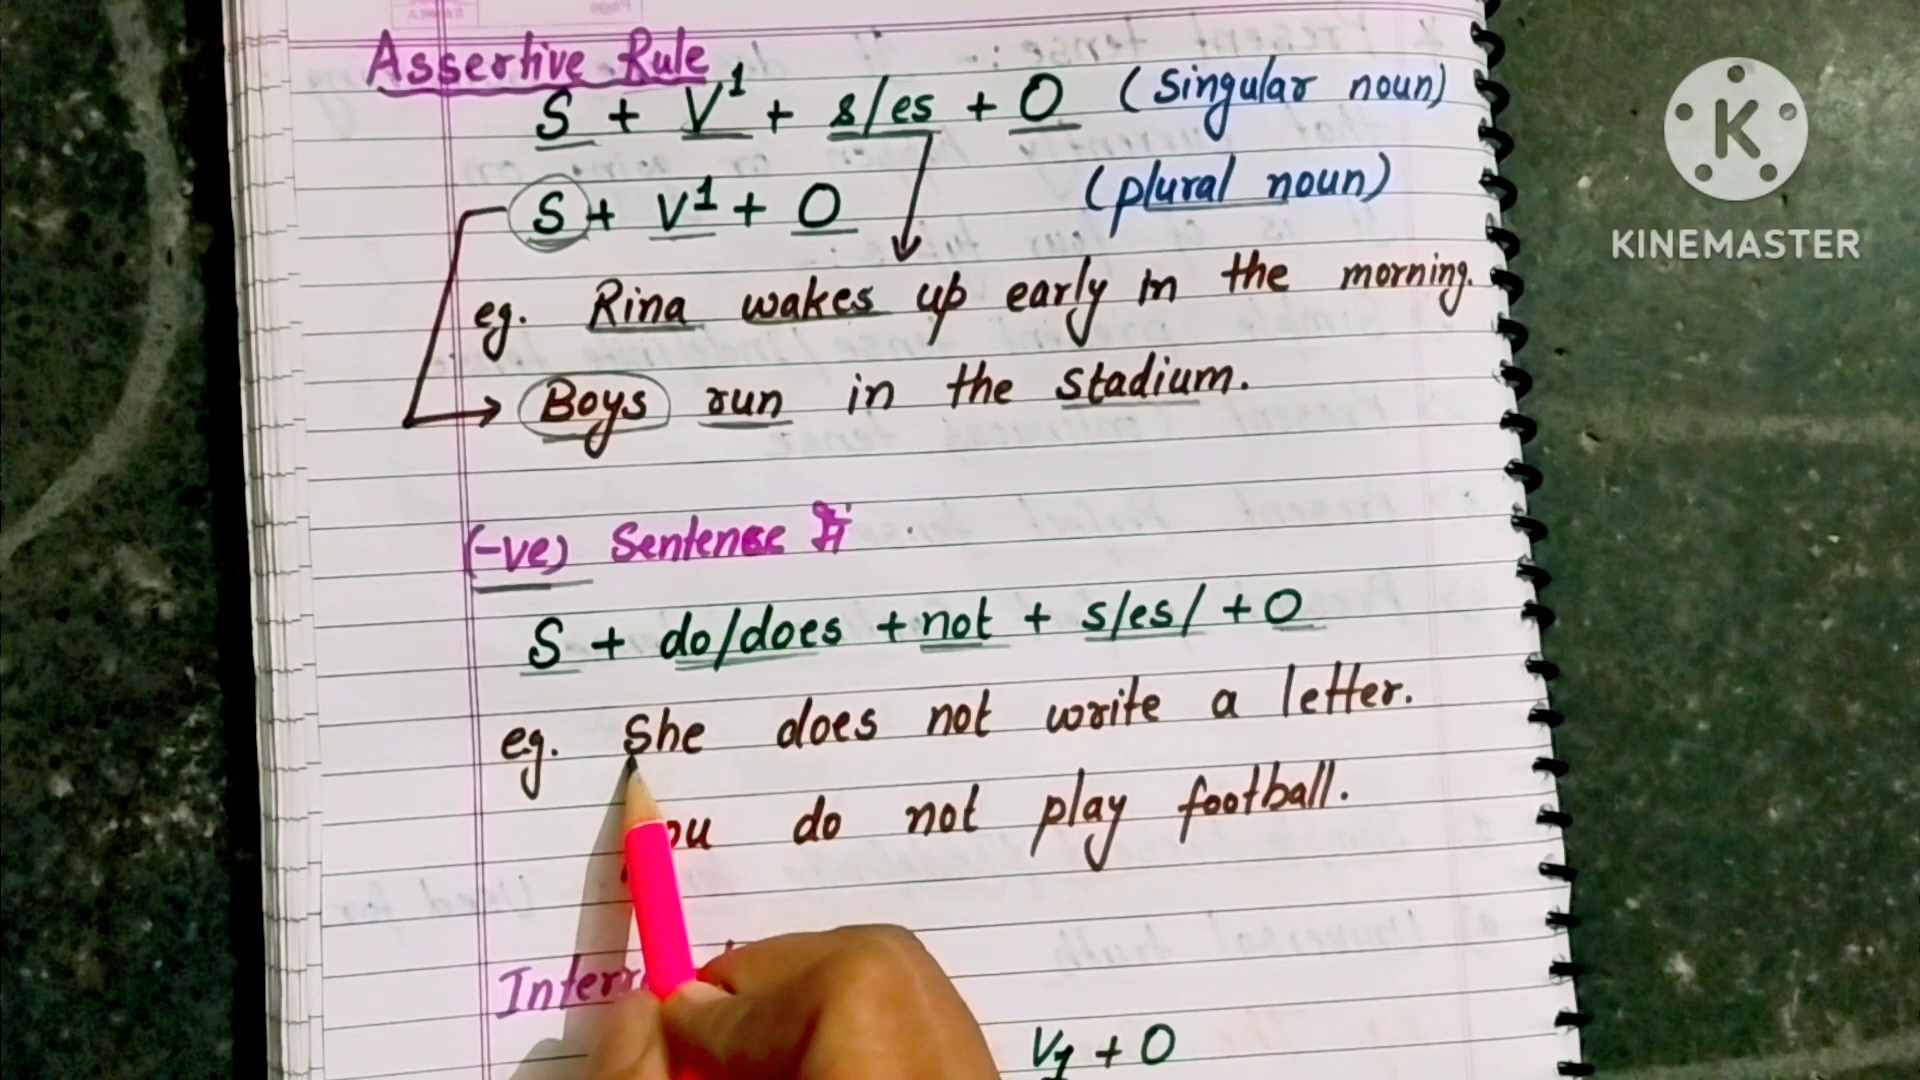 Assertive Rule
S + V¹ + s/es + O (Singular noun)
S + V¹ + O (plural noun)
eg. Rina wakes up early in the morning.
Boys run in the stadium.
(-ve) Sentense में
S + do/does + not + s/es/ + O
eg. She does not write a letter.
do not play football.
V1 + O
K
KINEMASTER